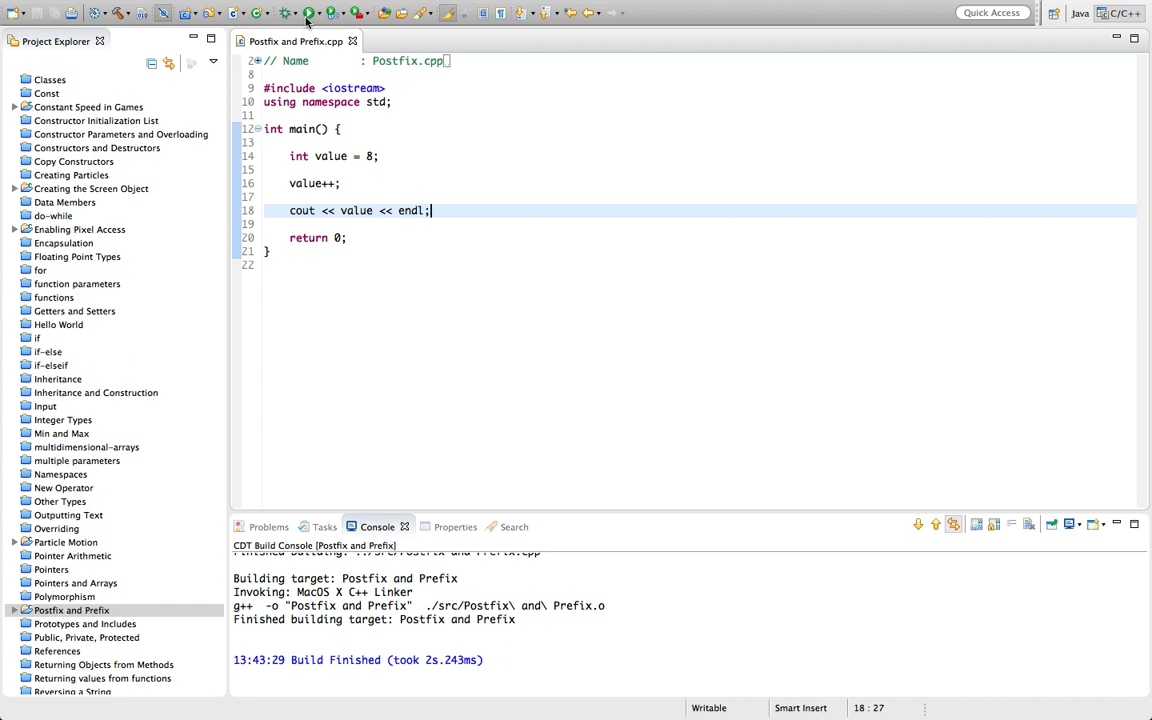 Quick Access
Java
C/C++
Project Explorer
Classes
Const
Constant Speed in Games
Constructor Initialization List
Constructor Parameters and Overloading
Constructors and Destructors
Copy Constructors
Creating Particles
Creating the Screen Object
Data Members
do-while
Enabling Pixel Access
Encapsulation
Floating Point Types
for
function parameters
functions
Getters and Setters
Hello World
if
if-else
if-elseif
Inheritance
Inheritance and Construction
Input
Integer Types
Min and Max
multidimensional-arrays
multiple parameters
Namespaces
New Operator
Other Types
Outputting Text
Overriding
Particle Motion
Pointer Arithmetic
Pointers
Pointers and Arrays
Polymorphism
Postfix and Prefix
Prototypes and Includes
Public, Private, Protected
References
Returning Objects from Methods
Returning values from functions
Reversing a String
Postfix and Prefix.cpp
2 // Name : Postfix.cpp
8
9 #include <iostream>
10 using namespace std;
11
12 int main() {
13
14 int value = 8;
15
16 value++;
17
18 cout << value << endl;
19
20 return 0;
21 }
22
Problems Tasks Console Properties Search
CDT Build Console [Postfix and Prefix]
Finished building: ../src/Postfix and Prefix.cpp
Building target: Postfix and Prefix
Invoking: MacOS X C++ Linker
g++ -o "Postfix and Prefix" ./src/Postfix\ and\ Prefix.o
Finished building target: Postfix and Prefix
13:43:29 Build Finished (took 2s.243ms)
Writable Smart Insert 18 : 27